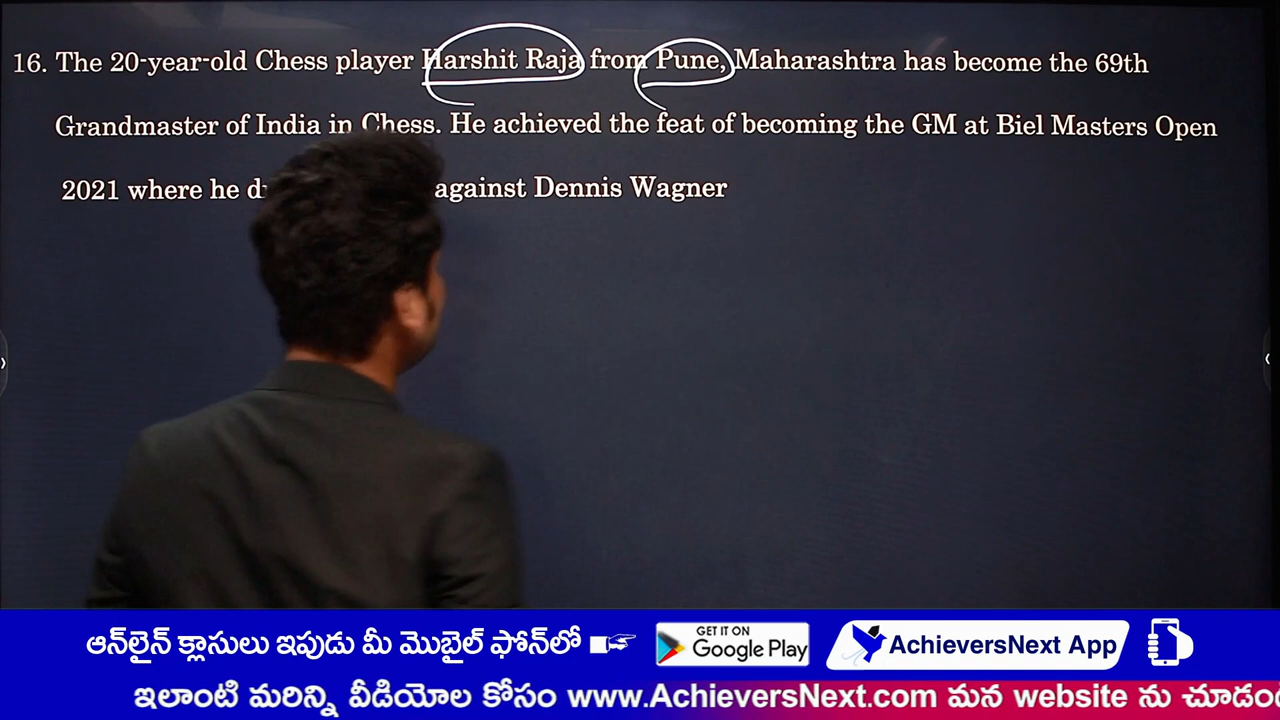 16. The 20-year-old Chess player Harshit Raja from Pune, Maharashtra has become the 69th
Grandmaster of India in Chess. He achieved the feat of becoming the GM at Biel Masters Open
2021 where he against Dennis Wagner
ఆన్‌లైన్ క్లాసులు ఇపుడు మీ మొబైల్ ఫోన్‌లో
GET IT ON
Google Play
AchieversNext App
ఇలాంటి మరిన్ని వీడియోల కోసం www.AchieversNext.com మన website ను